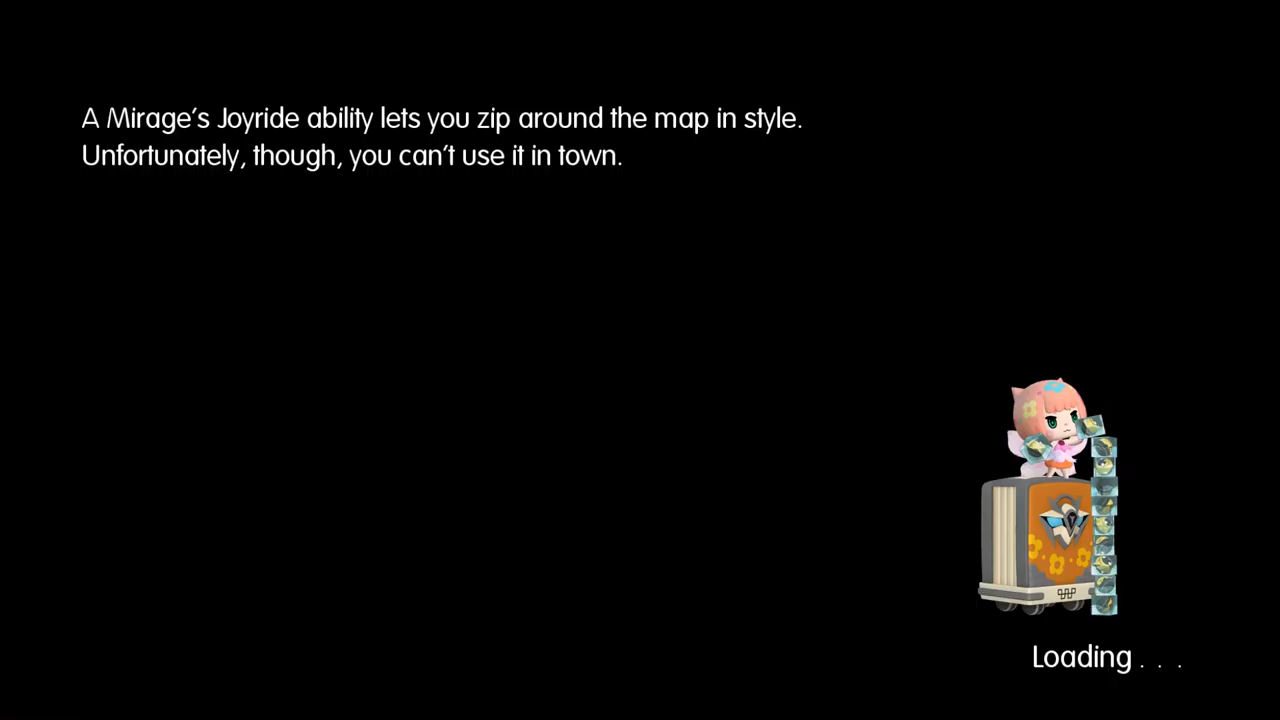 A Mirage's Joyride ability lets you zip around the map in style.
Unfortunately, though, you can't use it in town.
Loading . . .